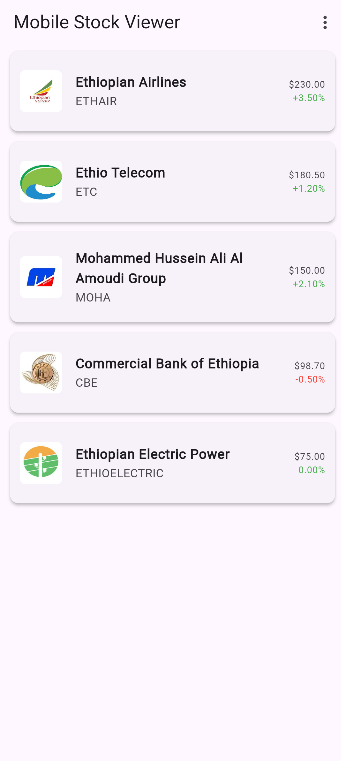 Mobile Stock Viewer
Ethiopian Airlines
ETHAIR
$230.00
+3.50%
Ethio Telecom
ETC
$180.50
+1.20%
Mohammed Hussein Ali Al
Amoudi Group
MOHA
$150.00
+2.10%
Commercial Bank of Ethiopia
CBE
$98.70
-0.50%
Ethiopian Electric Power
ETHIOELECTRIC
$75.00
0.00%